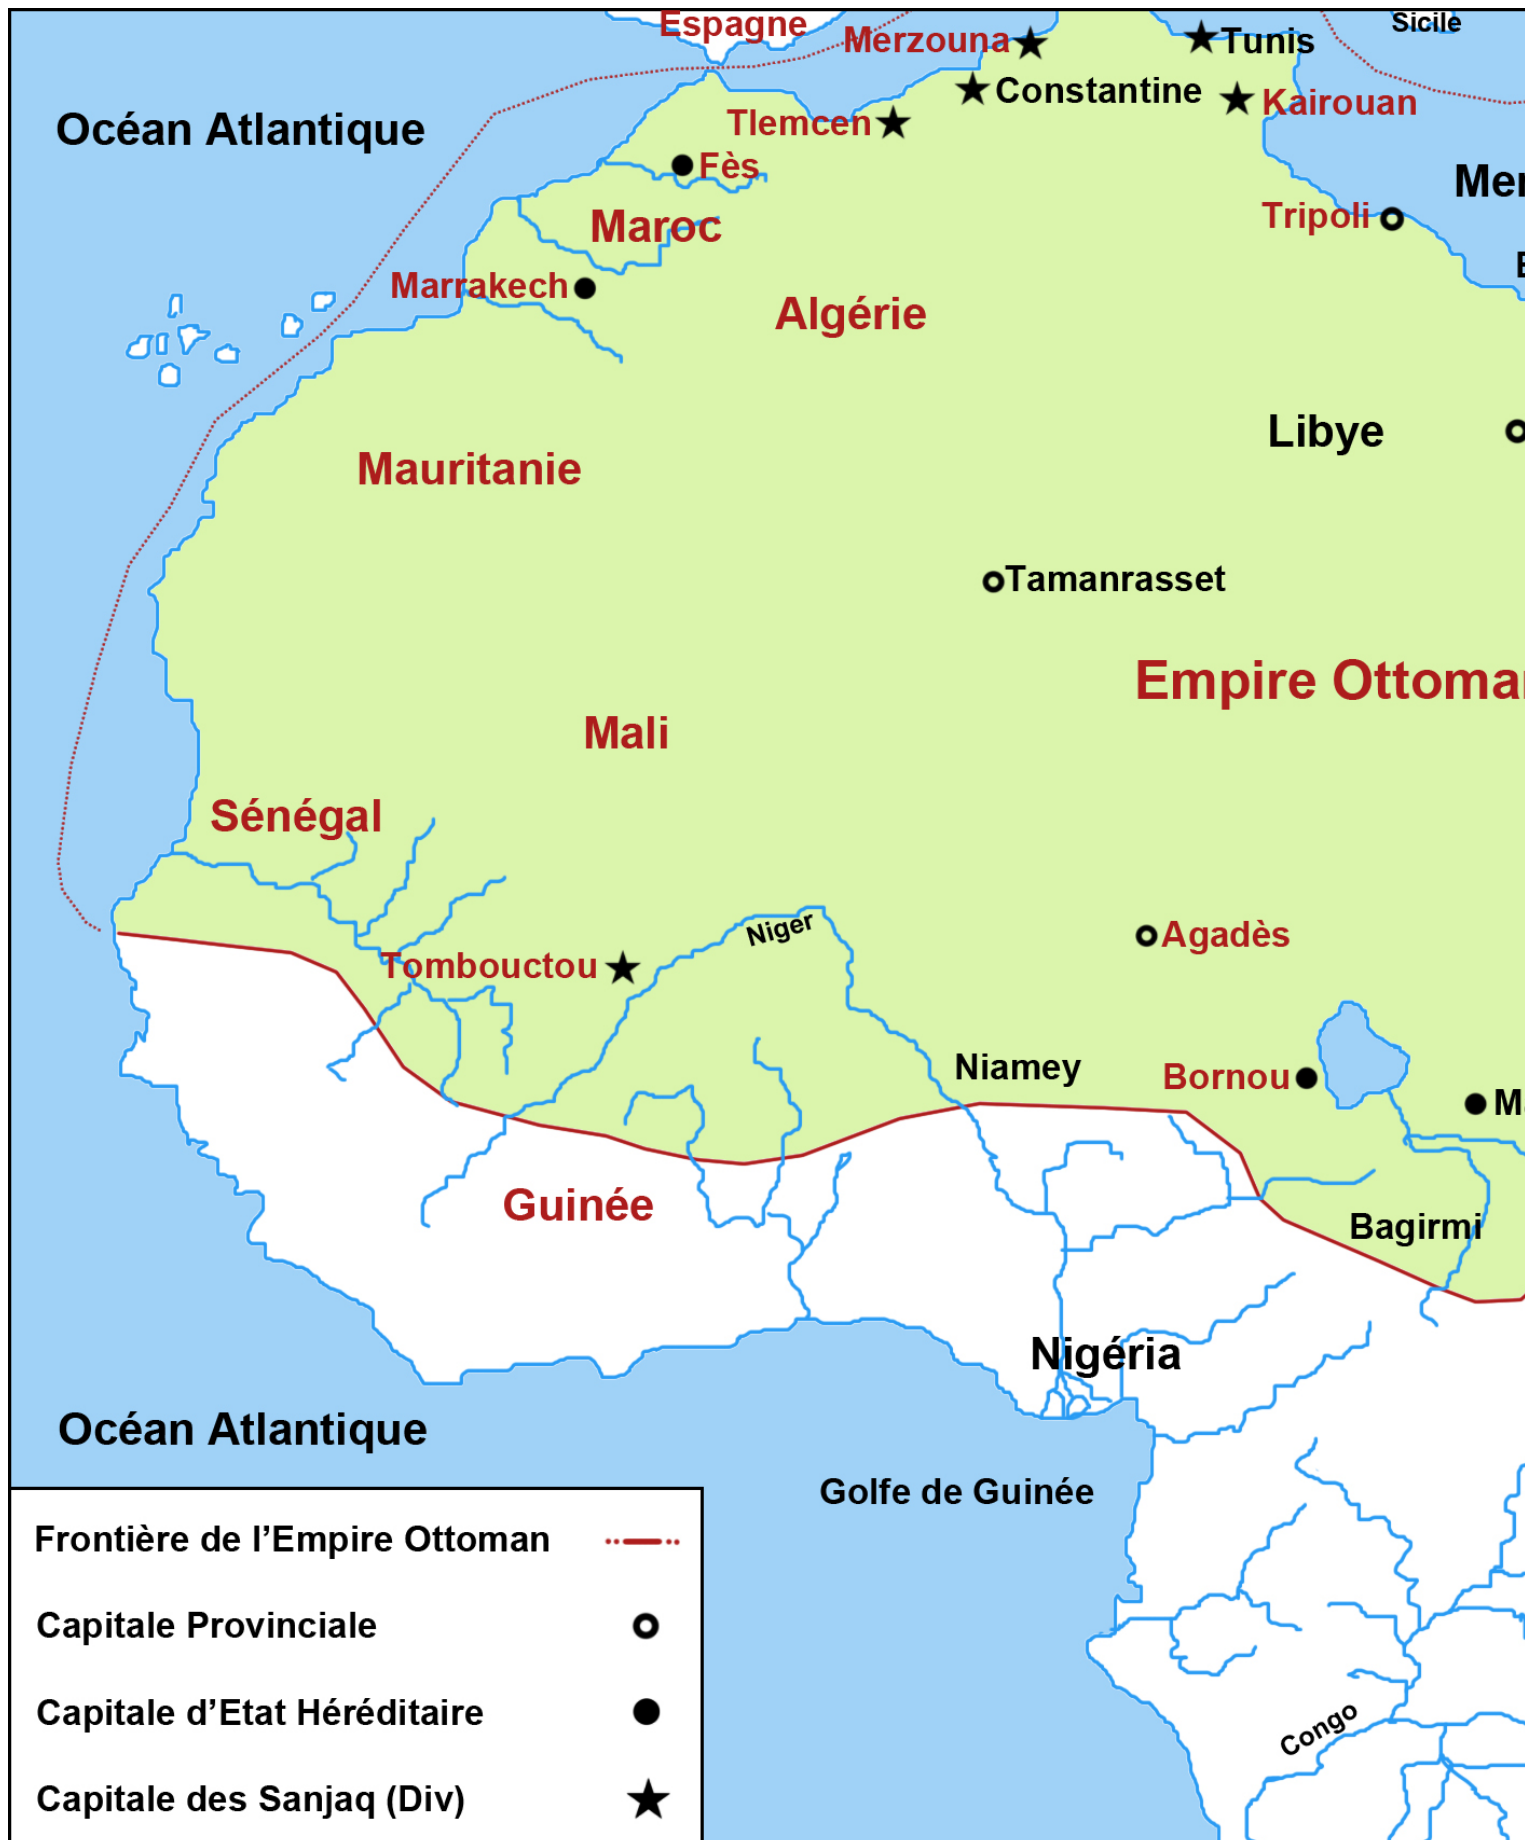 Espagne
Sicile
Merzouna
Tunis
Constantine
Kairouan
Océan Atlantique
Tlemcen
Fès
Mer
Tripoli
Maroc
Marrakech
Algérie
Libye
Mauritanie
Tamanrasset
Empire Ottoma
Mali
Sénégal
Niger
Agadès
Tombouctou
Niamey
Bornou
Guinée
Bagirmi
Nigéria
Océan Atlantique
Golfe de Guinée
Congo
Frontière de l’Empire Ottoman
Capitale Provinciale
Capitale d’Etat Héréditaire
Capitale des Sanjaq (Div)